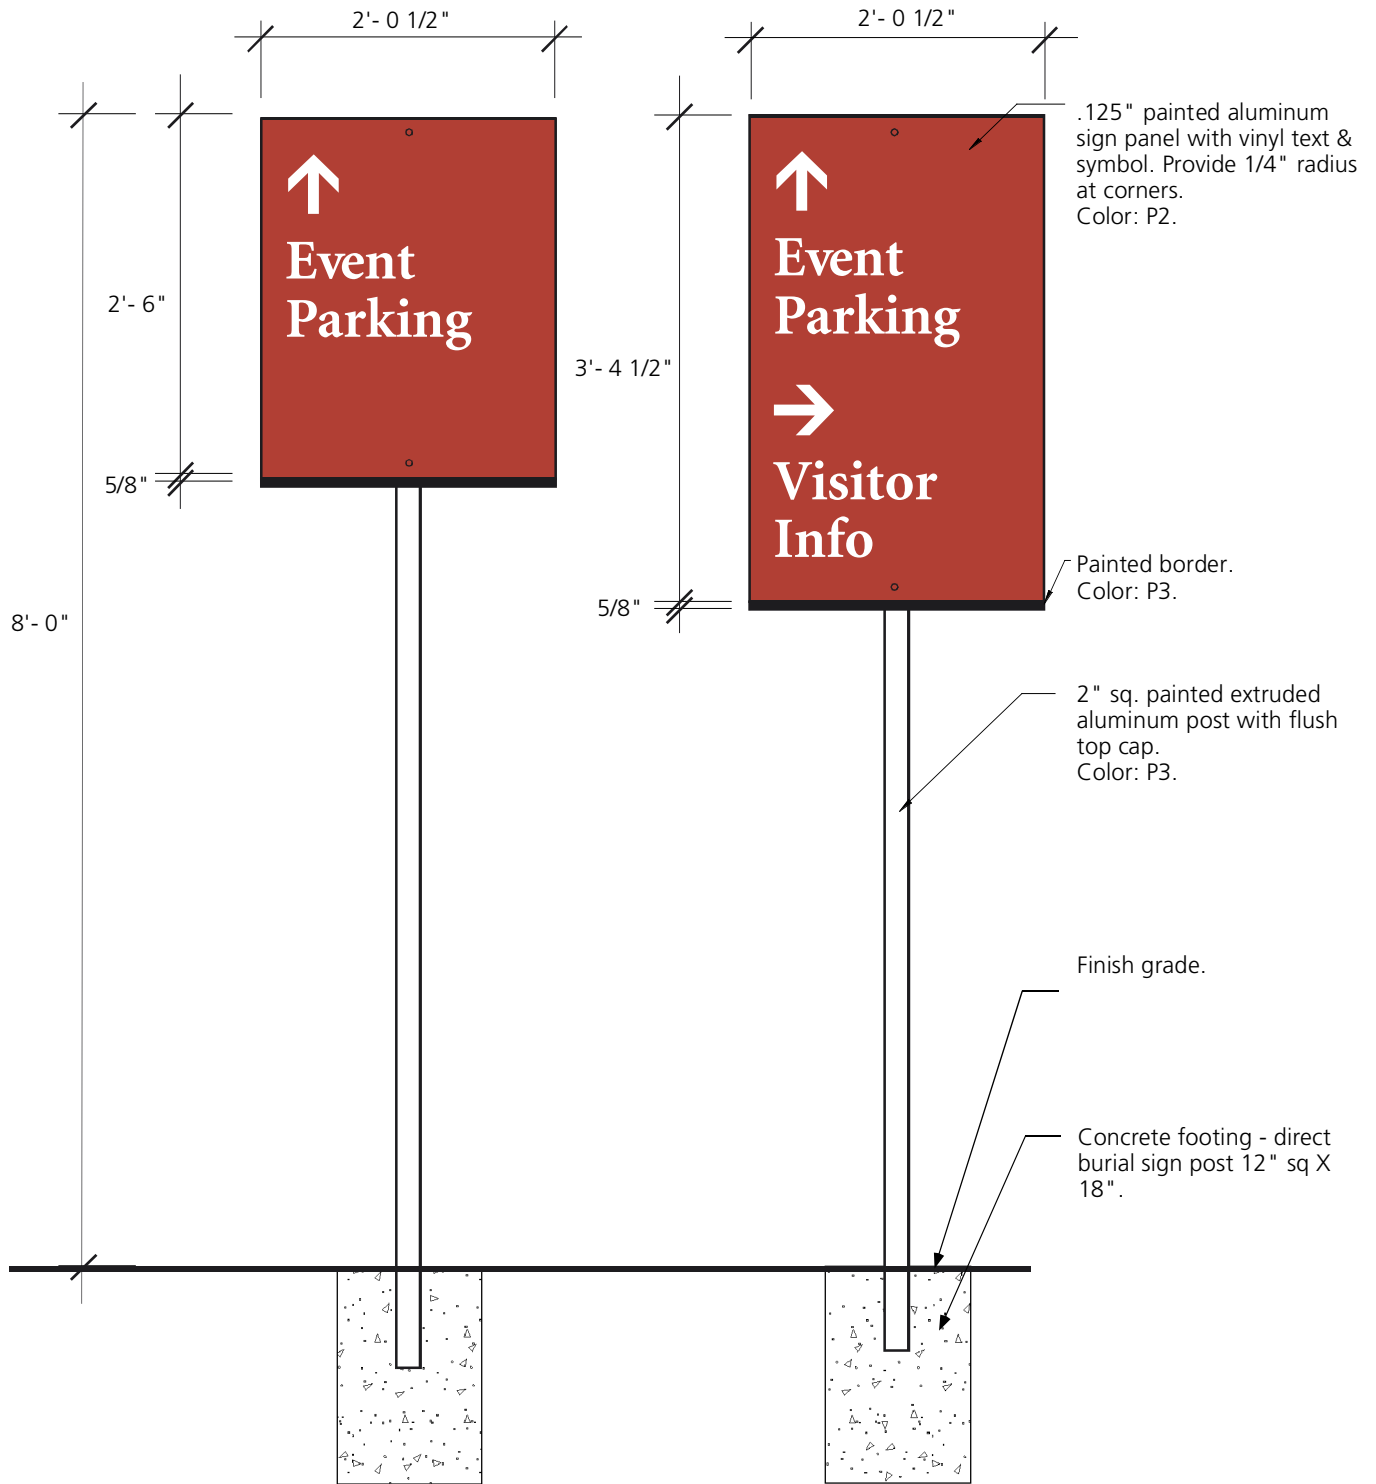 2'- 0 1/2"
2'- 0 1/2"
.125" painted aluminum
sign panel with vinyl text &
symbol. Provide 1/4" radius
at corners.
Color: P2.
Event
Parking
2'- 6"
5/8"
8'- 0"
Event
Parking
Visitor
Info
3'- 4 1/2"
5/8"
Painted border.
Color: P3.
2" sq. painted extruded
aluminum post with flush
top cap.
Color: P3.
Finish grade.
Concrete footing - direct
burial sign post 12" sq X
18".